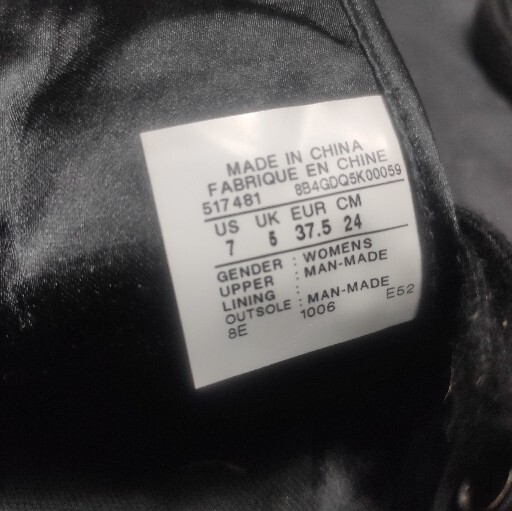 MADE IN CHINA
FABRIQUE EN CHINE
517481 8B4GDQ5K00059
US UK EUR CM
7 5 37.5 24
GENDER : WOMENS
UPPER : MAN-MADE
LINING :
OUTSOLE : MAN-MADE
8E 1006 E52